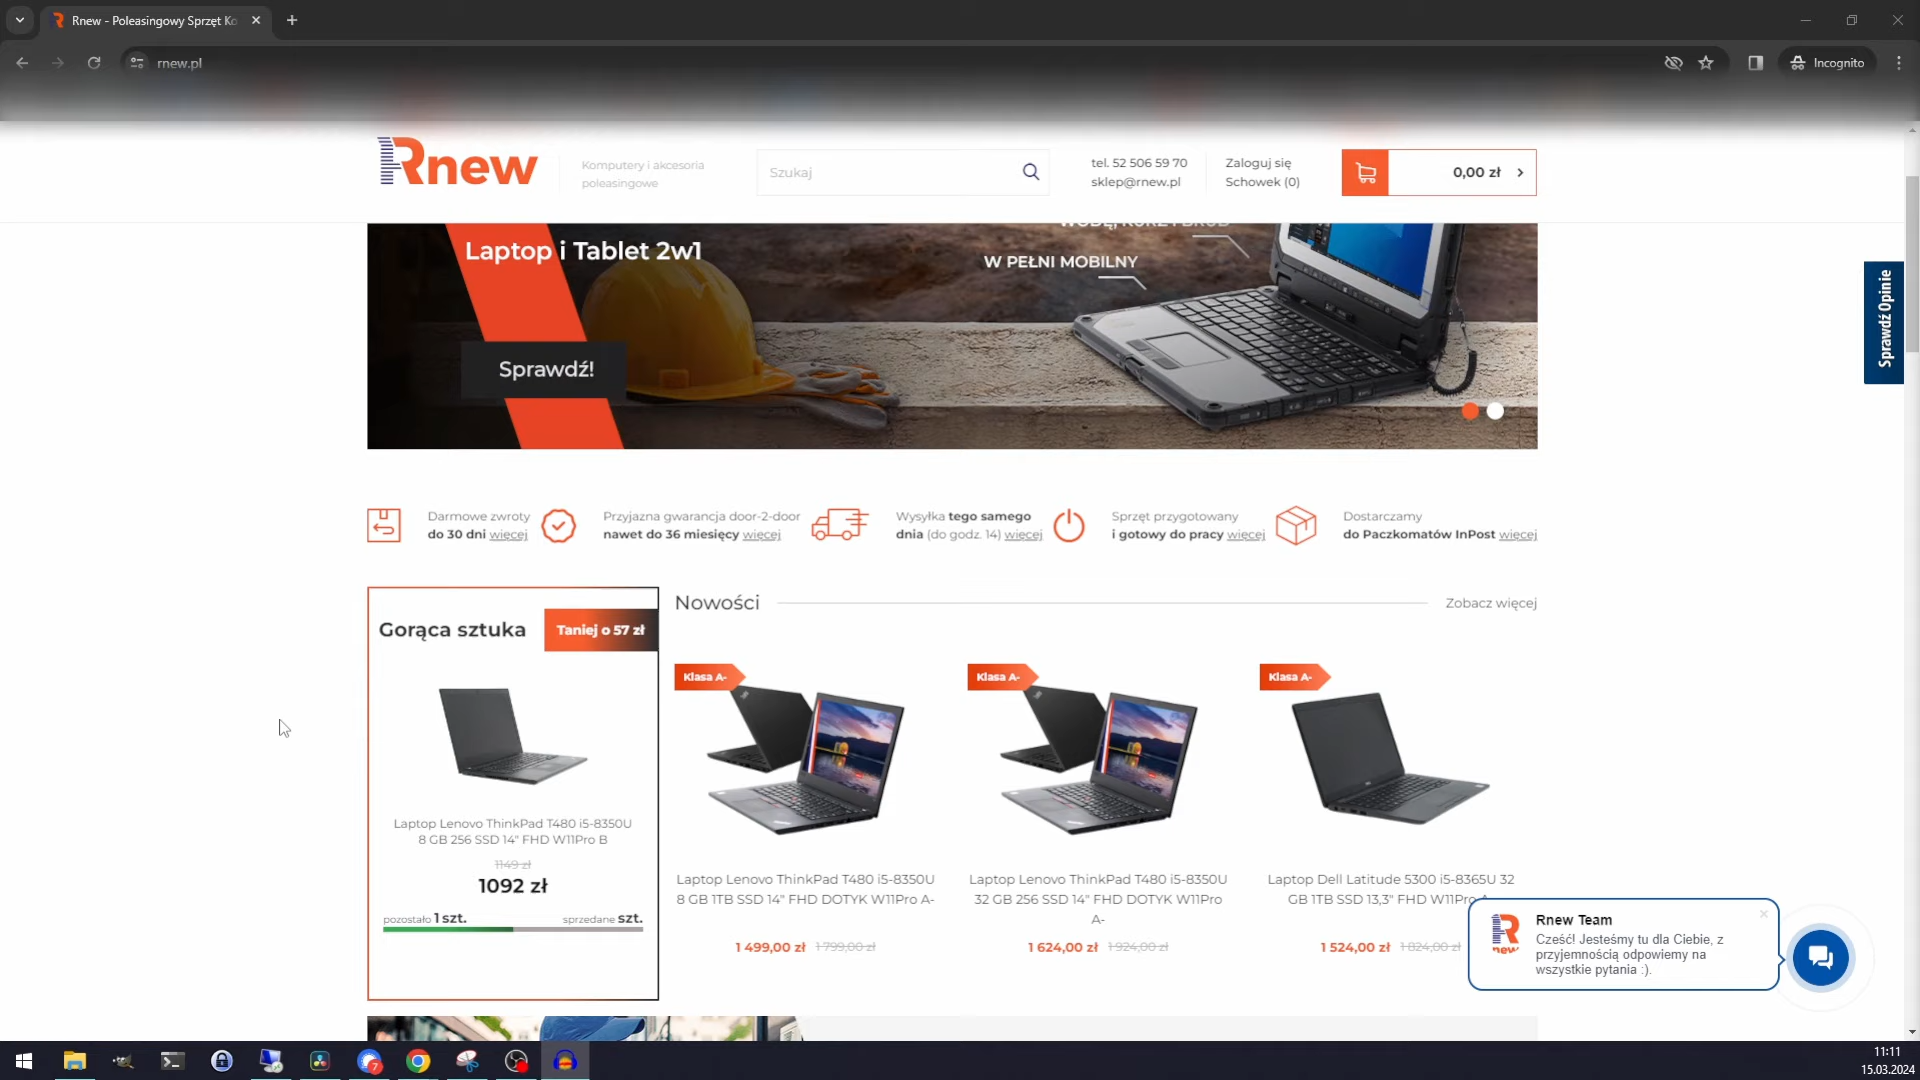 Rnew - Poleasingowy Sprzęt Ko
rnew.pl
Incognito
Rnew
Komputery i akcesoria
poleasingowe
Szukaj
tel. 52 506 59 70
sklep@rnew.pl
Zaloguj się
Schowek (0)
0,00 zł
WODĘ, KURZ I BRUD
Laptop i Tablet 2w1
W PEŁNI MOBILNY
Sprawdź!
Sprawdź Opinie
Darmowe zwroty
do 30 dni więcej
Przyjazna gwarancja door-2-door
nawet do 36 miesięcy więcej
Wysyłka tego samego
dnia (do godz. 14) więcej
Sprzęt przygotowany
i gotowy do pracy więcej
Dostarczamy
do Paczkomatów InPost więcej
Gorąca sztuka
Taniej o 57 zł
Laptop Lenovo ThinkPad T480 i5-8350U
8 GB 256 SSD 14" FHD W11Pro B
1149 zł
1092 zł
pozostało 1 szt.
sprzedane szt.
Nowości
Zobacz więcej
Klasa A-
Laptop Lenovo ThinkPad T480 i5-8350U
8 GB 1TB SSD 14" FHD DOTYK W11Pro A-
1 499,00 zł 1 799,00 zł
Klasa A-
Laptop Lenovo ThinkPad T480 i5-8350U
32 GB 256 SSD 14" FHD DOTYK W11Pro
A-
1 624,00 zł 1 924,00 zł
Klasa A-
Laptop Dell Latitude 5300 i5-8365U 32
GB 1TB SSD 13,3" FHD W11Pro
1 524,00 zł 1 824,00 zł
Rnew
Rnew Team
Cześć! Jesteśmy tu dla Ciebie, z
przyjemnością odpowiemy na
wszystkie pytania :).
7
11:11
15.03.2024